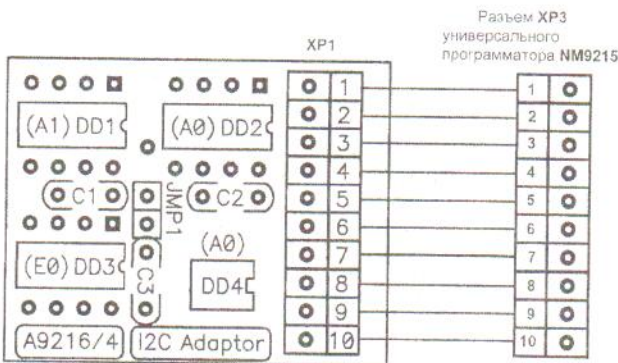 Разъем XP3
универсального
программатора NM9215
XP1
(A1) DD1
(A0) DD2
C1
JMP1
C2
(E0) DD3
C3
(A0)
DD4
A9216/4
I2C Adaptor
1
2
3
4
5
6
7
8
9
10
1
2
3
4
5
6
7
8
9
10